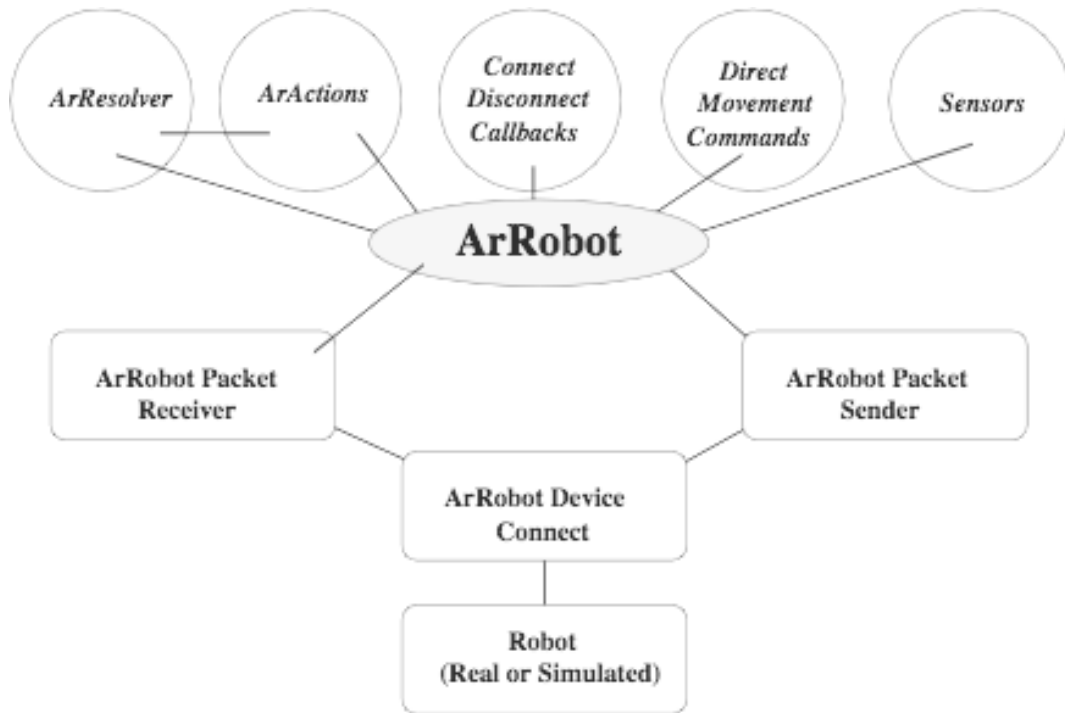 ArResolver
ArActions
Connect
Disconnect
Callbacks
Direct
Movement
Commands
Sensors
ArRobot
ArRobot Packet
Receiver
ArRobot Packet
Sender
ArRobot Device
Connect
Robot
(Real or Simulated)